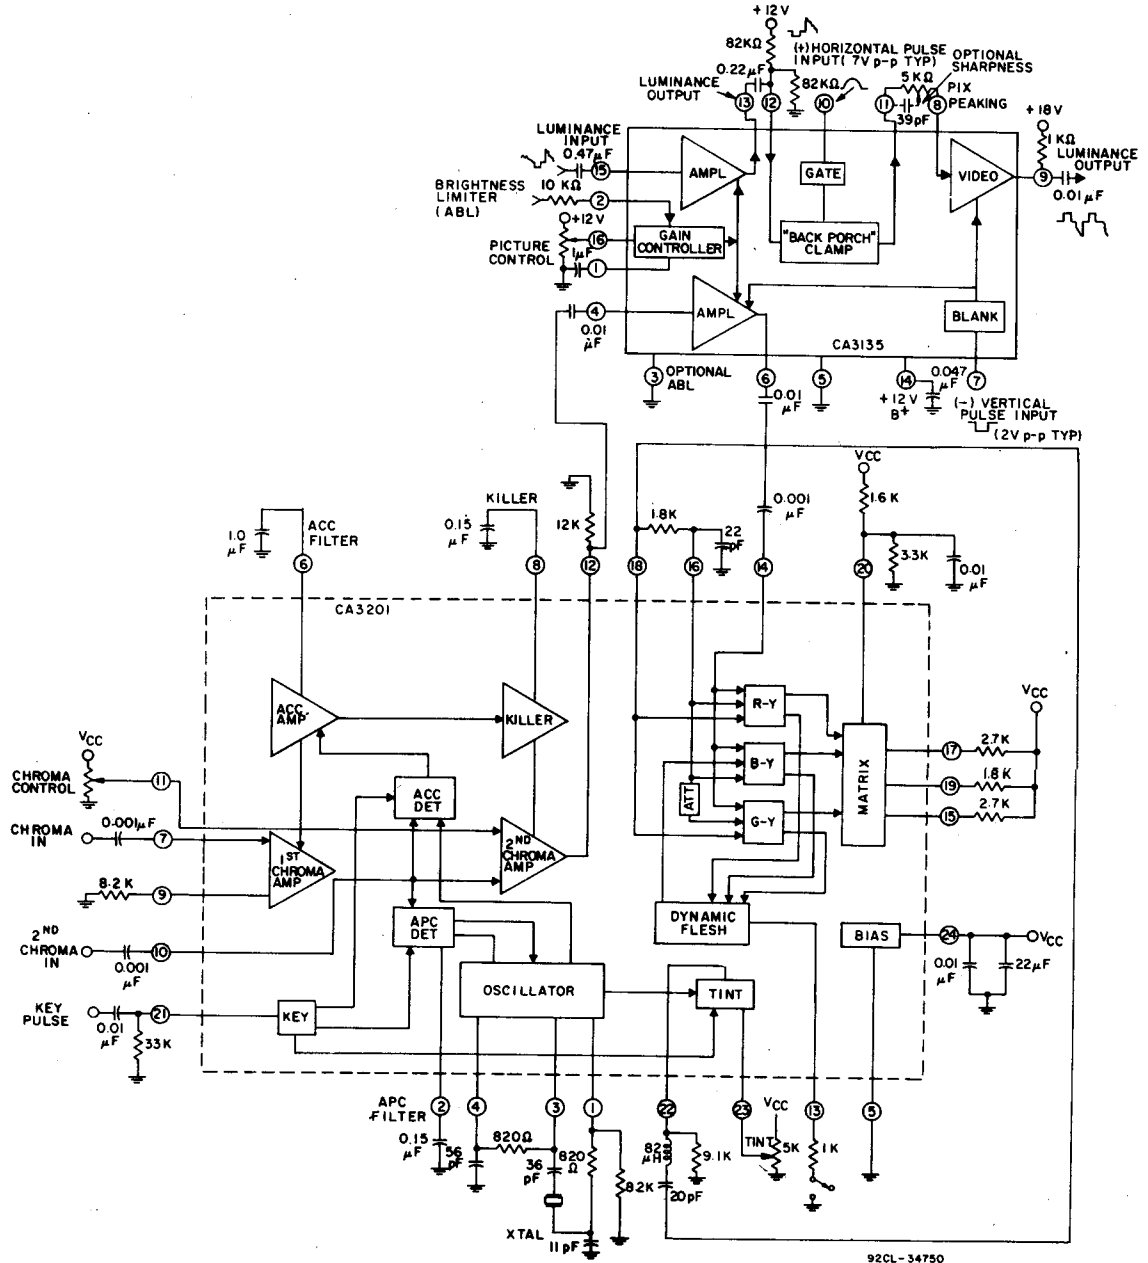 +12V
82KΩ
(+)HORIZONTAL PULSE
INPUT( 7V p-p TYP)
OPTIONAL
SHARPNESS
0.22µF
LUMINANCE
OUTPUT
13
12
82KΩ
10
5KΩ
11
39pF
8
PIX
PEAKING
+18V
1KΩ
LUMINANCE
OUTPUT
9
0.01
µF
LUMINANCE
INPUT
0.47µF
15
AMPL
GATE
VIDEO
BRIGHTNESS
LIMITER
(ABL)
10 KΩ
2
+12V
16
GAIN
CONTROLLER
"BACK PORCH"
CLAMP
PICTURE
CONTROL
1µF
1
4
0.01
µF
AMPL
BLANK
CA3135
3
OPTIONAL
ABL
6
5
14
0.047
µF
7
+12V
B+
0.01
µF
(-) VERTICAL
PULSE INPUT
(2V p-p TYP)
VCC
1.6K
KILLER
0.15
µF
12K
1.8K
22
pF
0.001
µF
1.0
µF
ACC
FILTER
3.3K
0.01
µF
6
8
12
18
16
14
20
CA3201
ACC
AMP
KILLER
R-Y
B-Y
ATT
G-Y
MATRIX
VCC
17
2.7K
19
1.8K
15
2.7K
VCC
CHROMA
CONTROL
11
ACC
DET
CHROMA
IN
0.001µF
7
1ST
CHROMA
AMP
2ND
CHROMA
AMP
8.2K
9
APC
DET
DYNAMIC
FLESH
BIAS
24
VCC
0.01
µF
22µF
2ND
CHROMA
IN
0.001
µF
10
OSCILLATOR
TINT
KEY
PULSE
0.01
µF
21
KEY
33K
APC
FILTER
2
4
3
1
22
23
VCC
13
5
0.15
µF
56
pF
820Ω
36
pF
820
Ω
8.2K
82
µH
9.1K
TINT
5K
1K
20pF
XTAL
11pF
92CL-34750